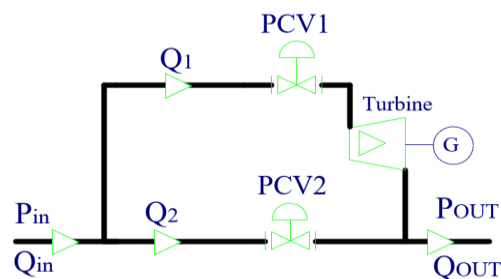 PCV1
Q1
Turbine
G
PCV2
Pin
Q2
POUT
Qin
QOUT